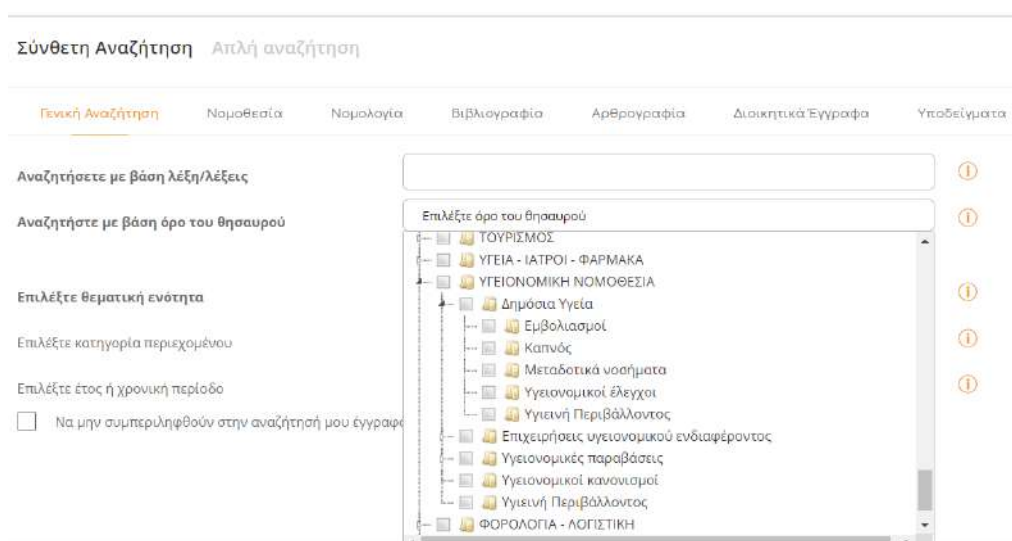 Σύνθετη Αναζήτηση Απλή αναζήτηση
Γενική Αναζήτηση Νομοθεσία Νομολογία Βιβλιογραφία Αρθρογραφία Διοικητικά Έγγραφα Υποδείγματα
Αναζητήσετε με βάση λέξη/λέξεις
Αναζητήστε με βάση όρο του θησαυρού
Επιλέξτε όρο του θησαυρού
ΤΟΥΡΙΣΜΟΣ
ΥΓΕΙΑ - ΙΑΤΡΟΙ - ΦΑΡΜΑΚΑ
ΥΓΕΙΟΝΟΜΙΚΗ ΝΟΜΟΘΕΣΙΑ
Επιλέξτε θεματική ενότητα
Δημόσια Υγεία
Εμβολιασμοί
Επιλέξτε κατηγορία περιεχομένου
Καπνός
Μεταδοτικά νοσήματα
Επιλέξτε έτος ή χρονική περίοδο
Υγειονομικοί έλεγχοι
Υγιεινή Περιβάλλοντος
Να μην συμπεριληφθούν στην αναζήτησή μου έγγραφα
Επιχειρήσεις υγειονομικού ενδιαφέροντος
Υγειονομικές παραβάσεις
Υγειονομικοί κανονισμοί
Υγιεινή Περιβάλλοντος
ΦΟΡΟΛΟΓΙΑ - ΛΟΓΙΣΤΙΚΗ